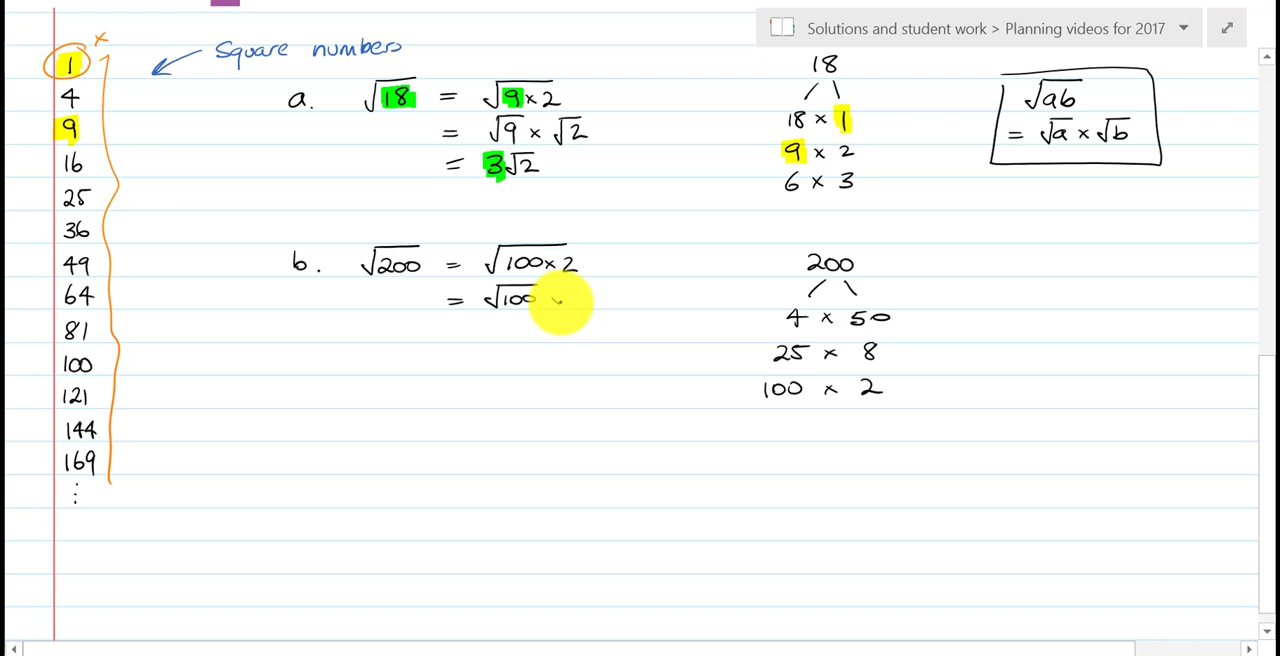 Solutions and student work > Planning videos for 2017
Square numbers
×
1
4
9
16
25
36
49
64
81
100
121
144
169
⋮
a. √18 = √9×2
= √9 × √2
= 3√2
18
18 × 1
9 × 2
6 × 3
√ab
= √a × √b
b. √200 = √100×2
= √100
200
4 × 50
25 × 8
100 × 2